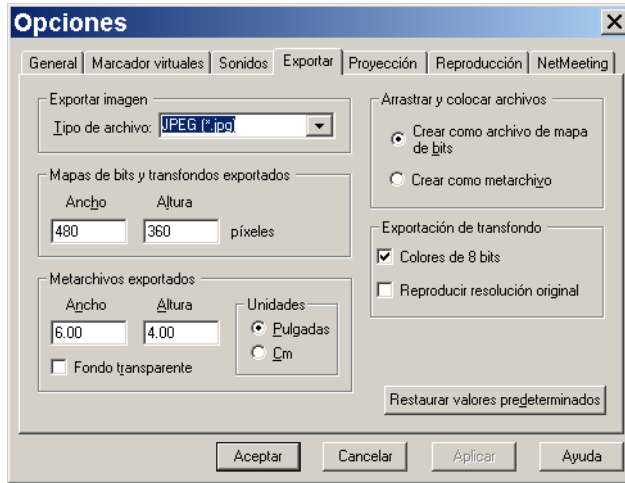 Opciones
General Marcador virtuales Sonidos Exportar Proyección Reproducción NetMeeting
Exportar imagen
Tipo de archivo: JPEG (*.jpg)
Mapas de bits y transfondos exportados
Ancho Altura
480 360 píxeles
Metarchivos exportados
Ancho Altura
6.00 4.00
Unidades
Pulgadas
Cm
Fondo transparente
Arrastrar y colocar archivos
Crear como archivo de mapa
de bits
Crear como metarchivo
Exportación de transfondo
Colores de 8 bits
Reproducir resolución original
Restaurar valores predeterminados
Aceptar Cancelar Aplicar Ayuda